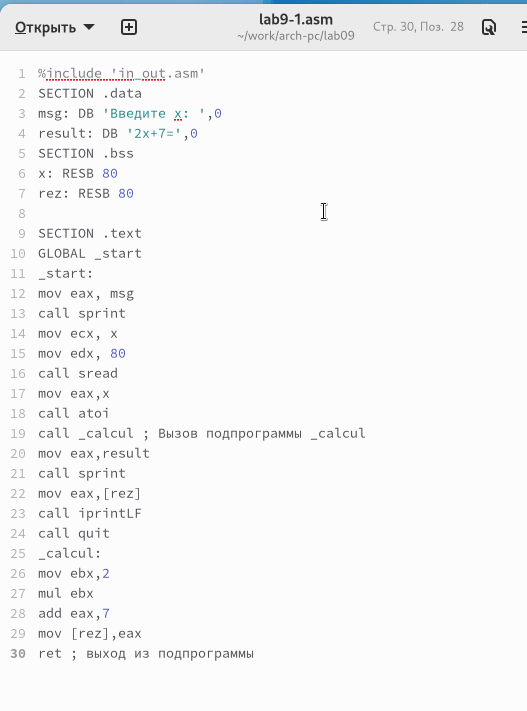 Открыть
lab9-1.asm
~/work/arch-pc/lab09
Стр. 30, Поз. 28
1 %include 'in_out.asm'
2 SECTION .data
3 msg: DB 'Введите x: ',0
4 result: DB '2x+7=',0
5 SECTION .bss
6 x: RESB 80
7 rez: RESB 80
8
9 SECTION .text
10 GLOBAL _start
11 _start:
12 mov eax, msg
13 call sprint
14 mov ecx, x
15 mov edx, 80
16 call sread
17 mov eax,x
18 call atoi
19 call _calcul ; Вызов подпрограммы _calcul
20 mov eax,result
21 call sprint
22 mov eax,[rez]
23 call iprintLF
24 call quit
25 _calcul:
26 mov ebx,2
27 mul ebx
28 add eax,7
29 mov [rez],eax
30 ret ; выход из подпрограммы